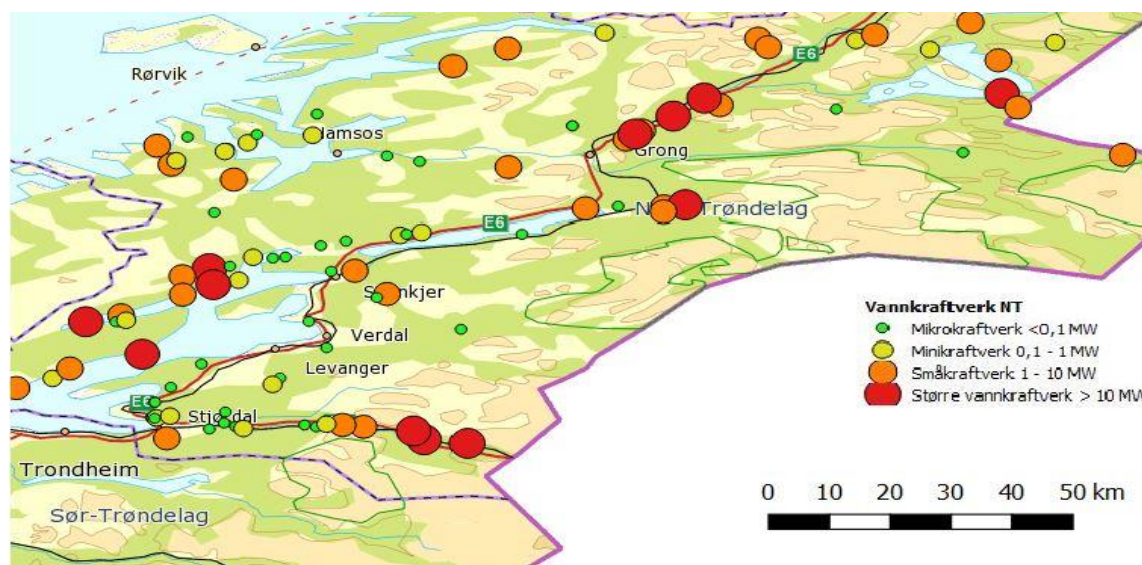 E6
Rørvik
Namsos
Grong
E6
Trøndelag
Steinkjer
Verdal
Levanger
E6
Stjørdal
Trondheim
Sør-Trøndelag
Vannkraftverk NT
Mikrokraftverk <0,1 MW
Minikraftverk 0,1 - 1 MW
Småkraftverk 1 - 10 MW
Større vannkraftverk > 10 MW
0 10 20 30 40 50 km